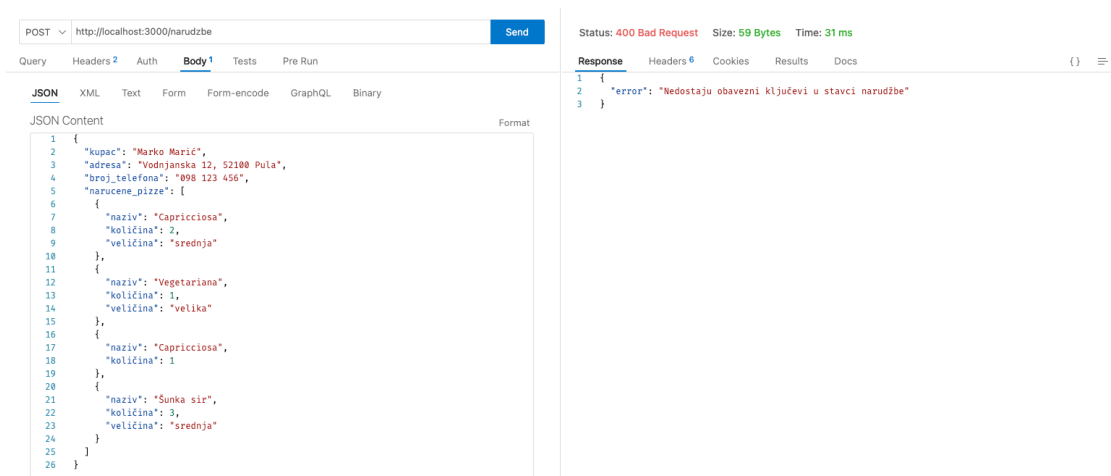 POST http://localhost:3000/narudzbe Send
Query Headers 2 Auth Body 1 Tests Pre Run
JSON XML Text Form Form-encode GraphQL Binary
JSON Content Format
1 {
2 "kupac": "Marko Marić",
3 "adresa": "Vodnjanska 12, 52100 Pula",
4 "broj_telefona": "098 123 456",
5 "narucene_pizze": [
6 {
7 "naziv": "Capricciosa",
8 "količina": 2,
9 "veličina": "srednja"
10 },
11 {
12 "naziv": "Vegetariana",
13 "količina": 1,
14 "veličina": "velika"
15 },
16 {
17 "naziv": "Capricciosa",
18 "količina": 1
19 },
20 {
21 "naziv": "Šunka sir",
22 "količina": 3,
23 "veličina": "srednja"
24 }
25 ]
26 }
Status: 400 Bad Request Size: 59 Bytes Time: 31 ms
Response Headers 6 Cookies Results Docs { }
1 {
2 "error": "Nedostaju obavezni ključevi u stavci narudžbe"
3 }